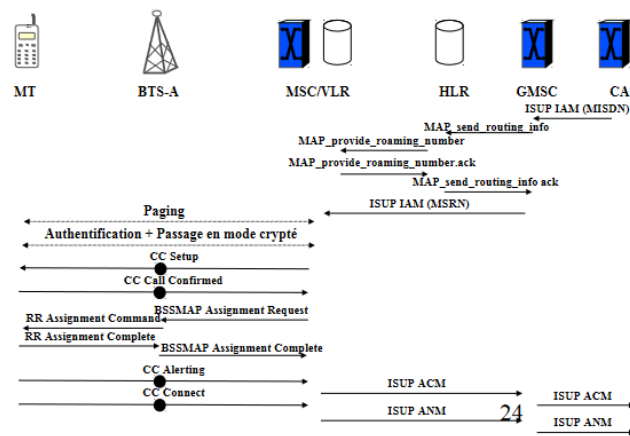 MT BTS-A MSC/VLR HLR GMSC CA
ISUP IAM (MISDN)
MAP_send_routing_info
MAP_provide_roaming_number
MAP_provide_roaming_number.ack
MAP_send_routing_info ack
ISUP IAM (MSRN)
Paging
Authentification + Passage en mode crypté
CC Setup
CC Call Confirmed
BSSMAP Assignment Request
RR Assignment Command
RR Assignment Complete
BSSMAP Assignment Complete
CC Alerting
ISUP ACM
ISUP ACM
CC Connect
ISUP ANM
24
ISUP ANM